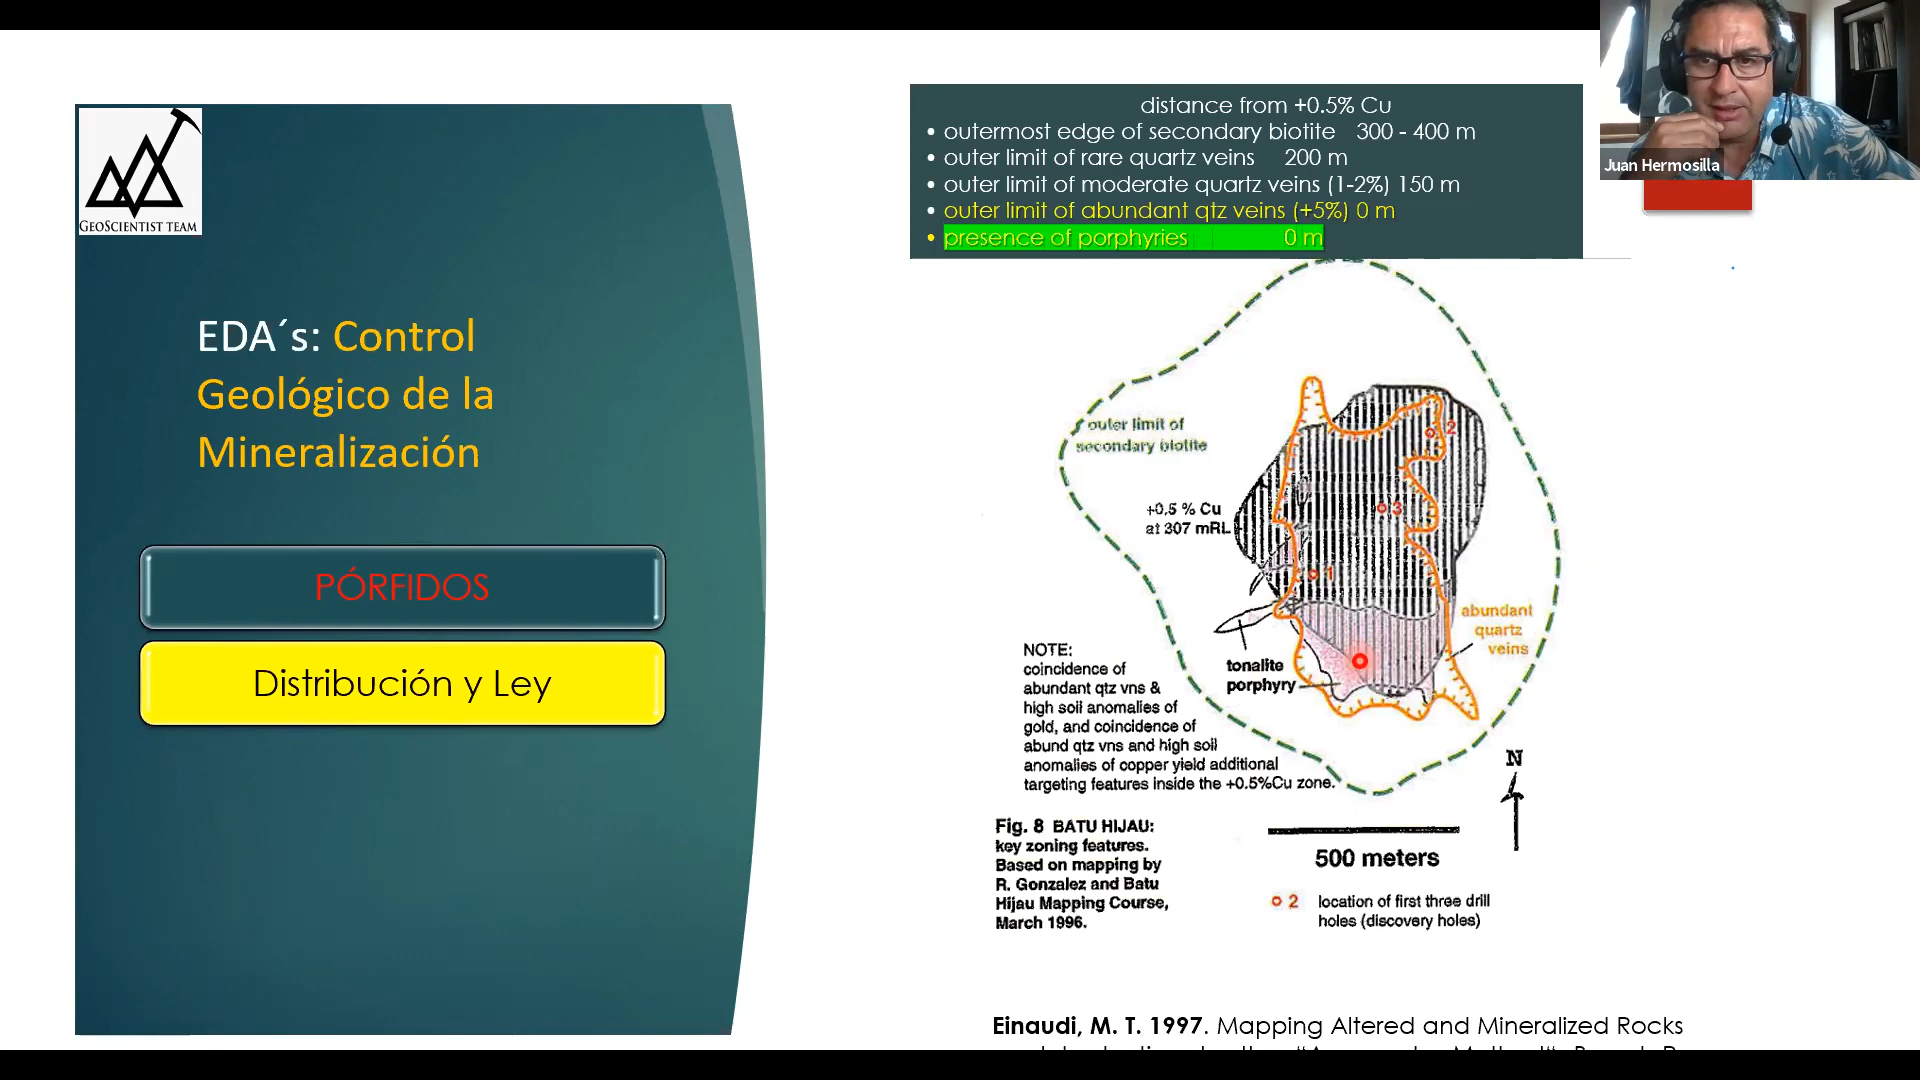 GEOSCIENTIST TEAM
EDA´s: Control
Geológico de la
Mineralización
PÓRFIDOS
Distribución y Ley
distance from +0.5% Cu
• outermost edge of secondary biotite 300 - 400 m
• outer limit of rare quartz veins 200 m
• outer limit of moderate quartz veins (1-2%) 150 m
• outer limit of abundant qtz veins (+5%) 0 m
• presence of porphyries 0 m
Juan Hermosilla
outer limit of
secondary biotite
+0.5 % Cu
at 307 mRL
2
3
1
abundant
quartz
veins
tonalite
porphyry
NOTE:
coincidence of
abundant qtz vns &
high soil anomalies of
gold, and coincidence of
abund qtz vns and high soil
anomalies of copper yield additional
targeting features inside the +0.5%Cu zone.
N
Fig. 8 BATU HIJAU:
key zoning features.
Based on mapping by
R. Gonzalez and Batu
Hijau Mapping Course,
March 1996.
500 meters
2 location of first three drill
holes (discovery holes)
Einaudi, M. T. 1997. Mapping Altered and Mineralized Rocks